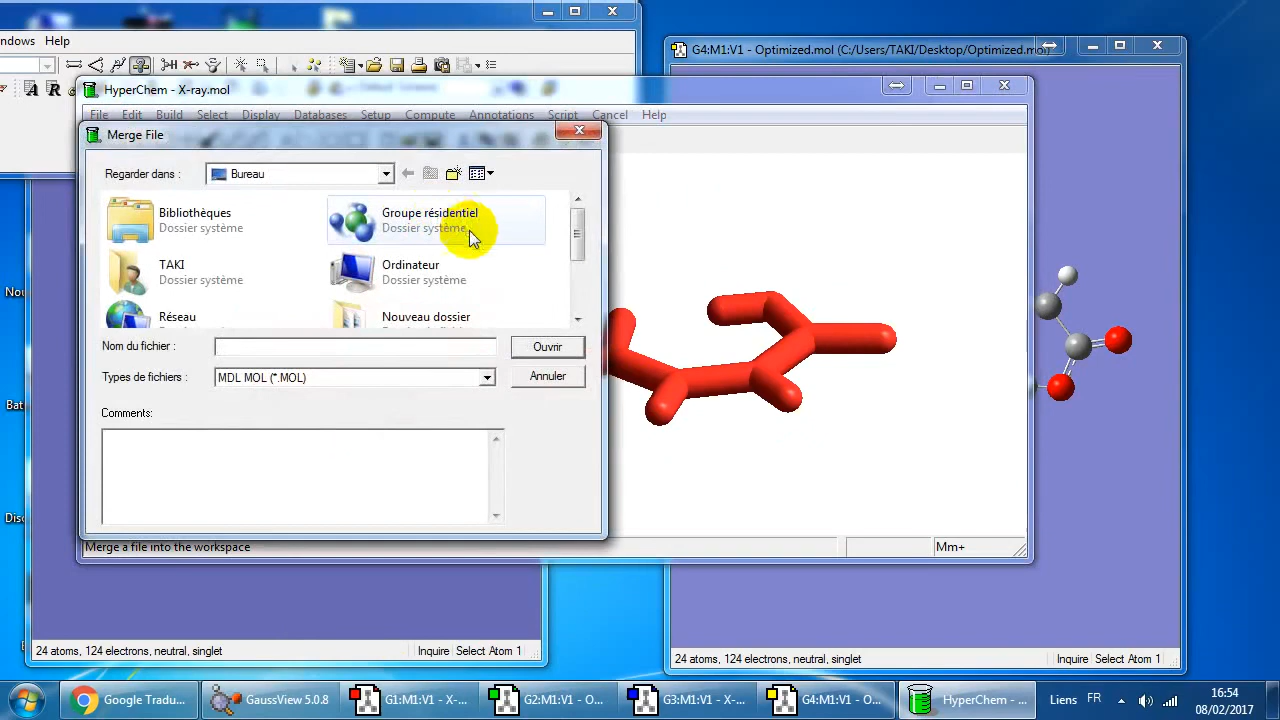 ndows Help
G4:M1:V1 - Optimized.mol (C:/Users/TAKI/Desktop/Optimized.mol)
HyperChem - X-ray.mol
File Edit Build Select Display Databases Setup Compute Annotations Script Cancel Help
Merge File
Regarder dans :
Bureau
Bibliothèques
Dossier système
Groupe résidentiel
Dossier système
TAKI
Dossier système
Ordinateur
Dossier système
Réseau
Nouveau dossier
Nom du fichier :
Ouvrir
Types de fichiers :
MDL MOL (*.MOL)
Annuler
Comments:
Merge a file into the workspace
Mm+
Nou
Bat
Disc
24 atoms, 124 electrons, neutral, singlet
Inquire Select Atom 1
24 atoms, 124 electrons, neutral, singlet
Inquire Select Atom 1
Google Tradu...
GaussView 5.0.8
G1:M1:V1 - X-...
G2:M1:V1 - O...
G3:M1:V1 - X-...
G4:M1:V1 - O...
HyperChem - ...
Liens
FR
16:54
08/02/2017